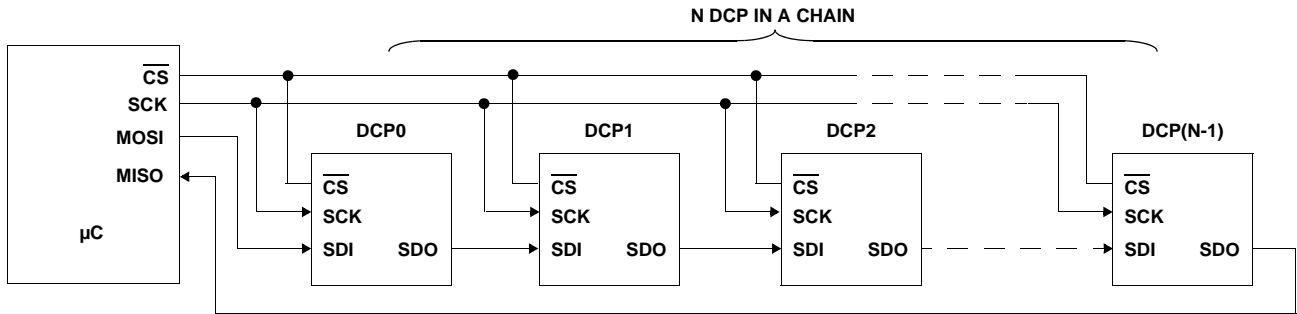 N DCP IN A CHAIN
CS
SCK
MOSI
MISO
µC
DCP0
CS
SCK
SDI SDO
DCP1
CS
SCK
SDI SDO
DCP2
CS
SCK
SDI SDO
DCP(N-1)
CS
SCK
SDI SDO